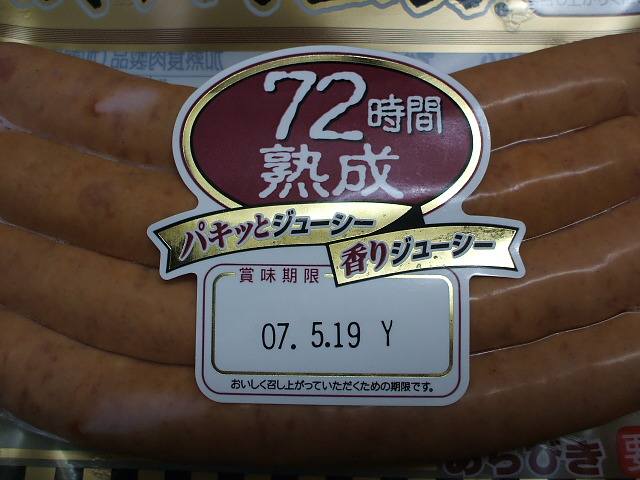 72時間
熟成
パキッとジューシー
香りジューシー
賞味期限
07. 5.19 Y
おいしく召し上がっていただくための期限です。
あらびき